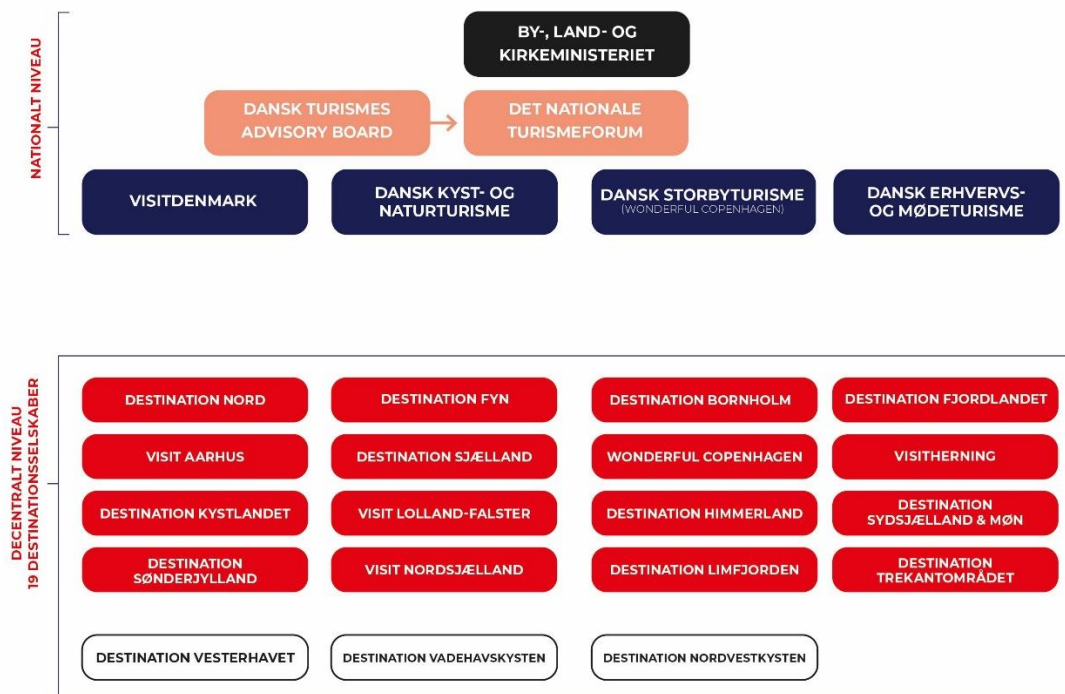 NATIONALT NIVEAU
BY-, LAND- OG
KIRKEMINISTERIET
DANSK TURISMES
ADVISORY BOARD
DET NATIONALE
TURISMEFORUM
VISITDENMARK
DANSK KYST- OG
NATURTURISME
DANSK STORBYTURISME
(WONDERFUL COPENHAGEN)
DANSK ERHVERVS-
OG MØDETURISME
DECENTRALT NIVEAU
19 DESTINATIONSSELSKABER
DESTINATION NORD
DESTINATION FYN
DESTINATION BORNHOLM
DESTINATION FJORDLANDET
VISIT AARHUS
DESTINATION SJÆLLAND
WONDERFUL COPENHAGEN
VISITHERNING
DESTINATION KYSTLANDET
VISIT LOLLAND-FALSTER
DESTINATION HIMMERLAND
DESTINATION
SYDSJÆLLAND & MØN
DESTINATION
SØNDERJYLLAND
VISIT NORDSJÆLLAND
DESTINATION LIMFJORDEN
DESTINATION
TREKANTOMRÅDET
DESTINATION VESTERHAVET
DESTINATION VADEHAVSKYSTEN
DESTINATION NORDVESTKYSTEN